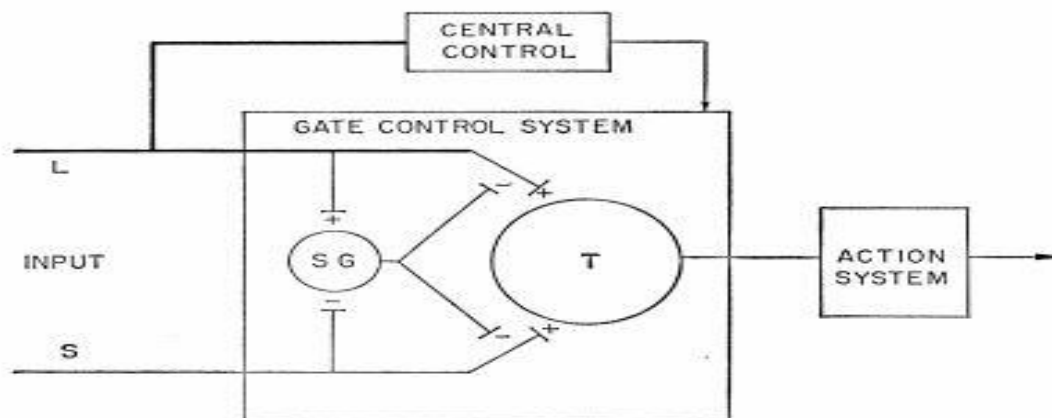 CENTRAL
CONTROL
GATE CONTROL SYSTEM
L
+
-
+
INPUT
SG
T
ACTION
SYSTEM
-
-
+
S